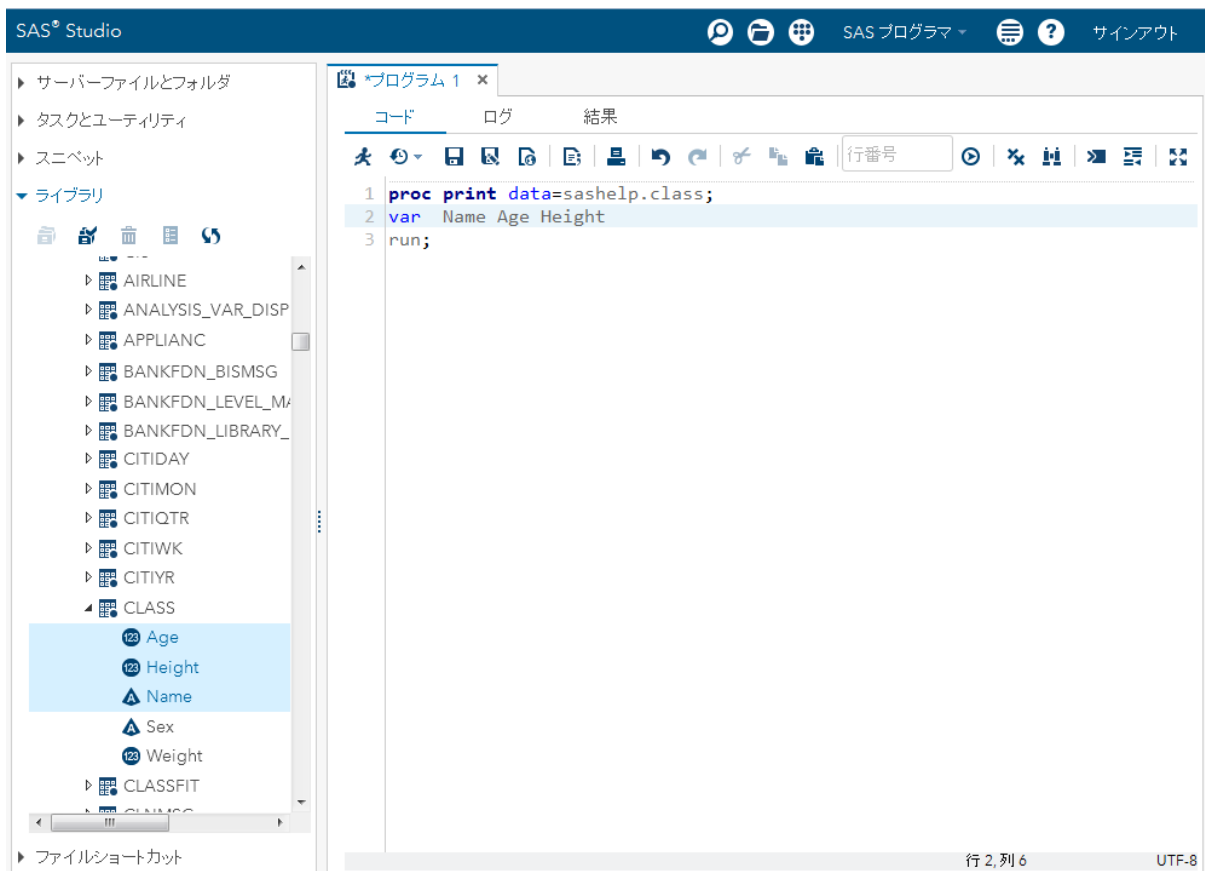 SAS® Studio
SAS プログラマ
サインアウト
サーバーファイルとフォルダ
タスクとユーティリティ
スニペット
ライブラリ
AIRLINE
ANALYSIS_VAR_DISP
APPLIANC
BANKFDN_BISMSG
BANKFDN_LEVEL_MA
BANKFDN_LIBRARY_
CITIDAY
CITIMON
CITIQTR
CITIWK
CITIYR
CLASS
123 Age
123 Height
A Name
A Sex
123 Weight
CLASSFIT
ファイルショートカット
*プログラム 1
コード ログ 結果
行番号
1 proc print data=sashelp.class;
2 var  Name Age Height
3 run;
行 2, 列 6
UTF-8